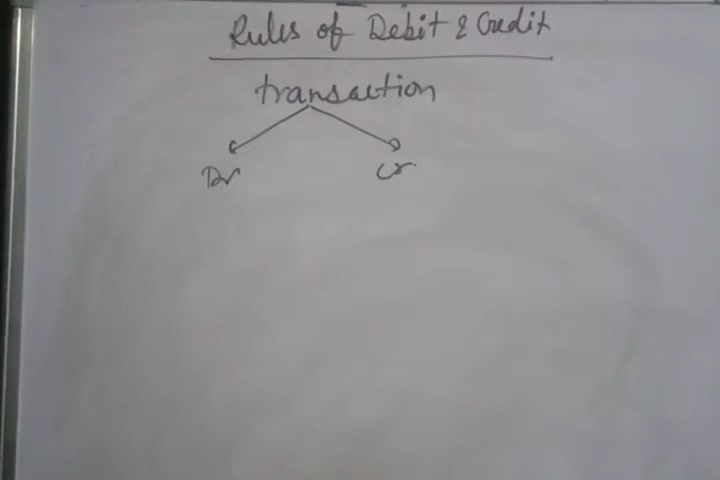 Rules of Debit & Credit
transaction
Dr Cr.